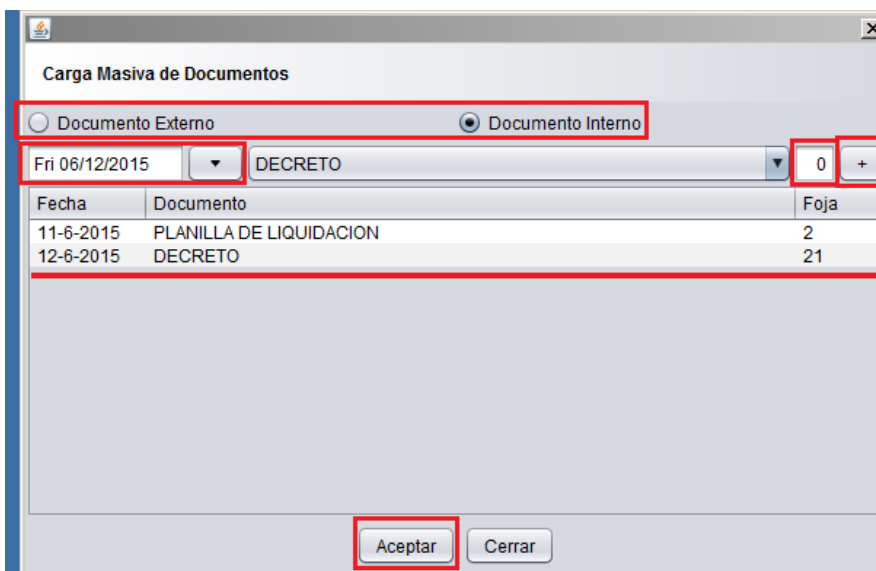 Carga Masiva de Documentos
Documento Externo Documento Interno
Fri 06/12/2015 DECRETO 0 +
Fecha Documento Foja
11-6-2015 PLANILLA DE LIQUIDACION 2
12-6-2015 DECRETO 21
Aceptar Cerrar